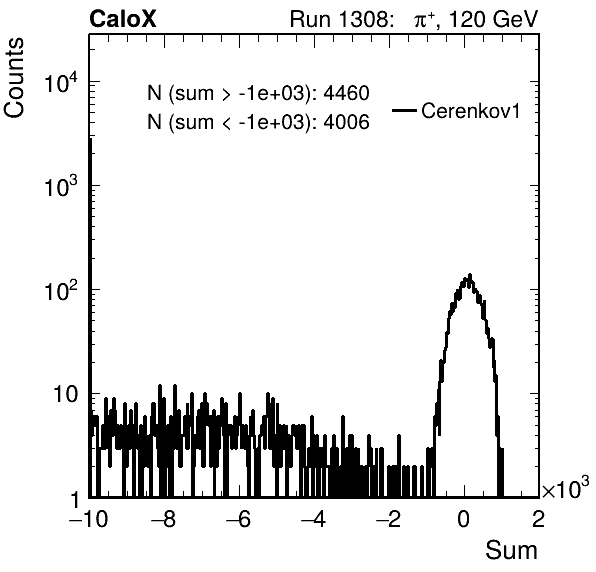 CaloX Run 1308: π⁺, 120 GeV
Counts
N (sum > -1e+03): 4460
N (sum < -1e+03): 4006
Cerenkov1
10⁴
10³
10²
10
1
−10 −8 −6 −4 −2 0 2
×10³
Sum